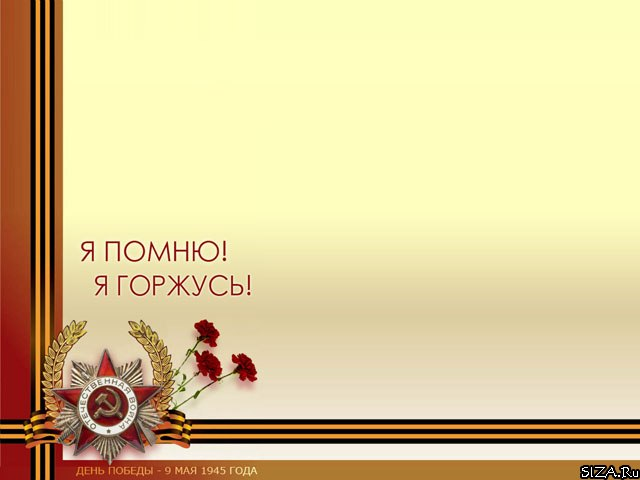 Я ПОМНЮ!
Я ГОРЖУСЬ!
ОТЕЧЕСТВЕННАЯ ВОЙНА
ДЕНЬ ПОБЕДЫ - 9 МАЯ 1945 ГОДА
SIZA.Ru